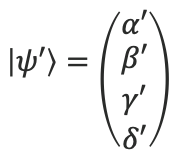 |ψ′⟩ = (α′
β′
γ′
δ′)